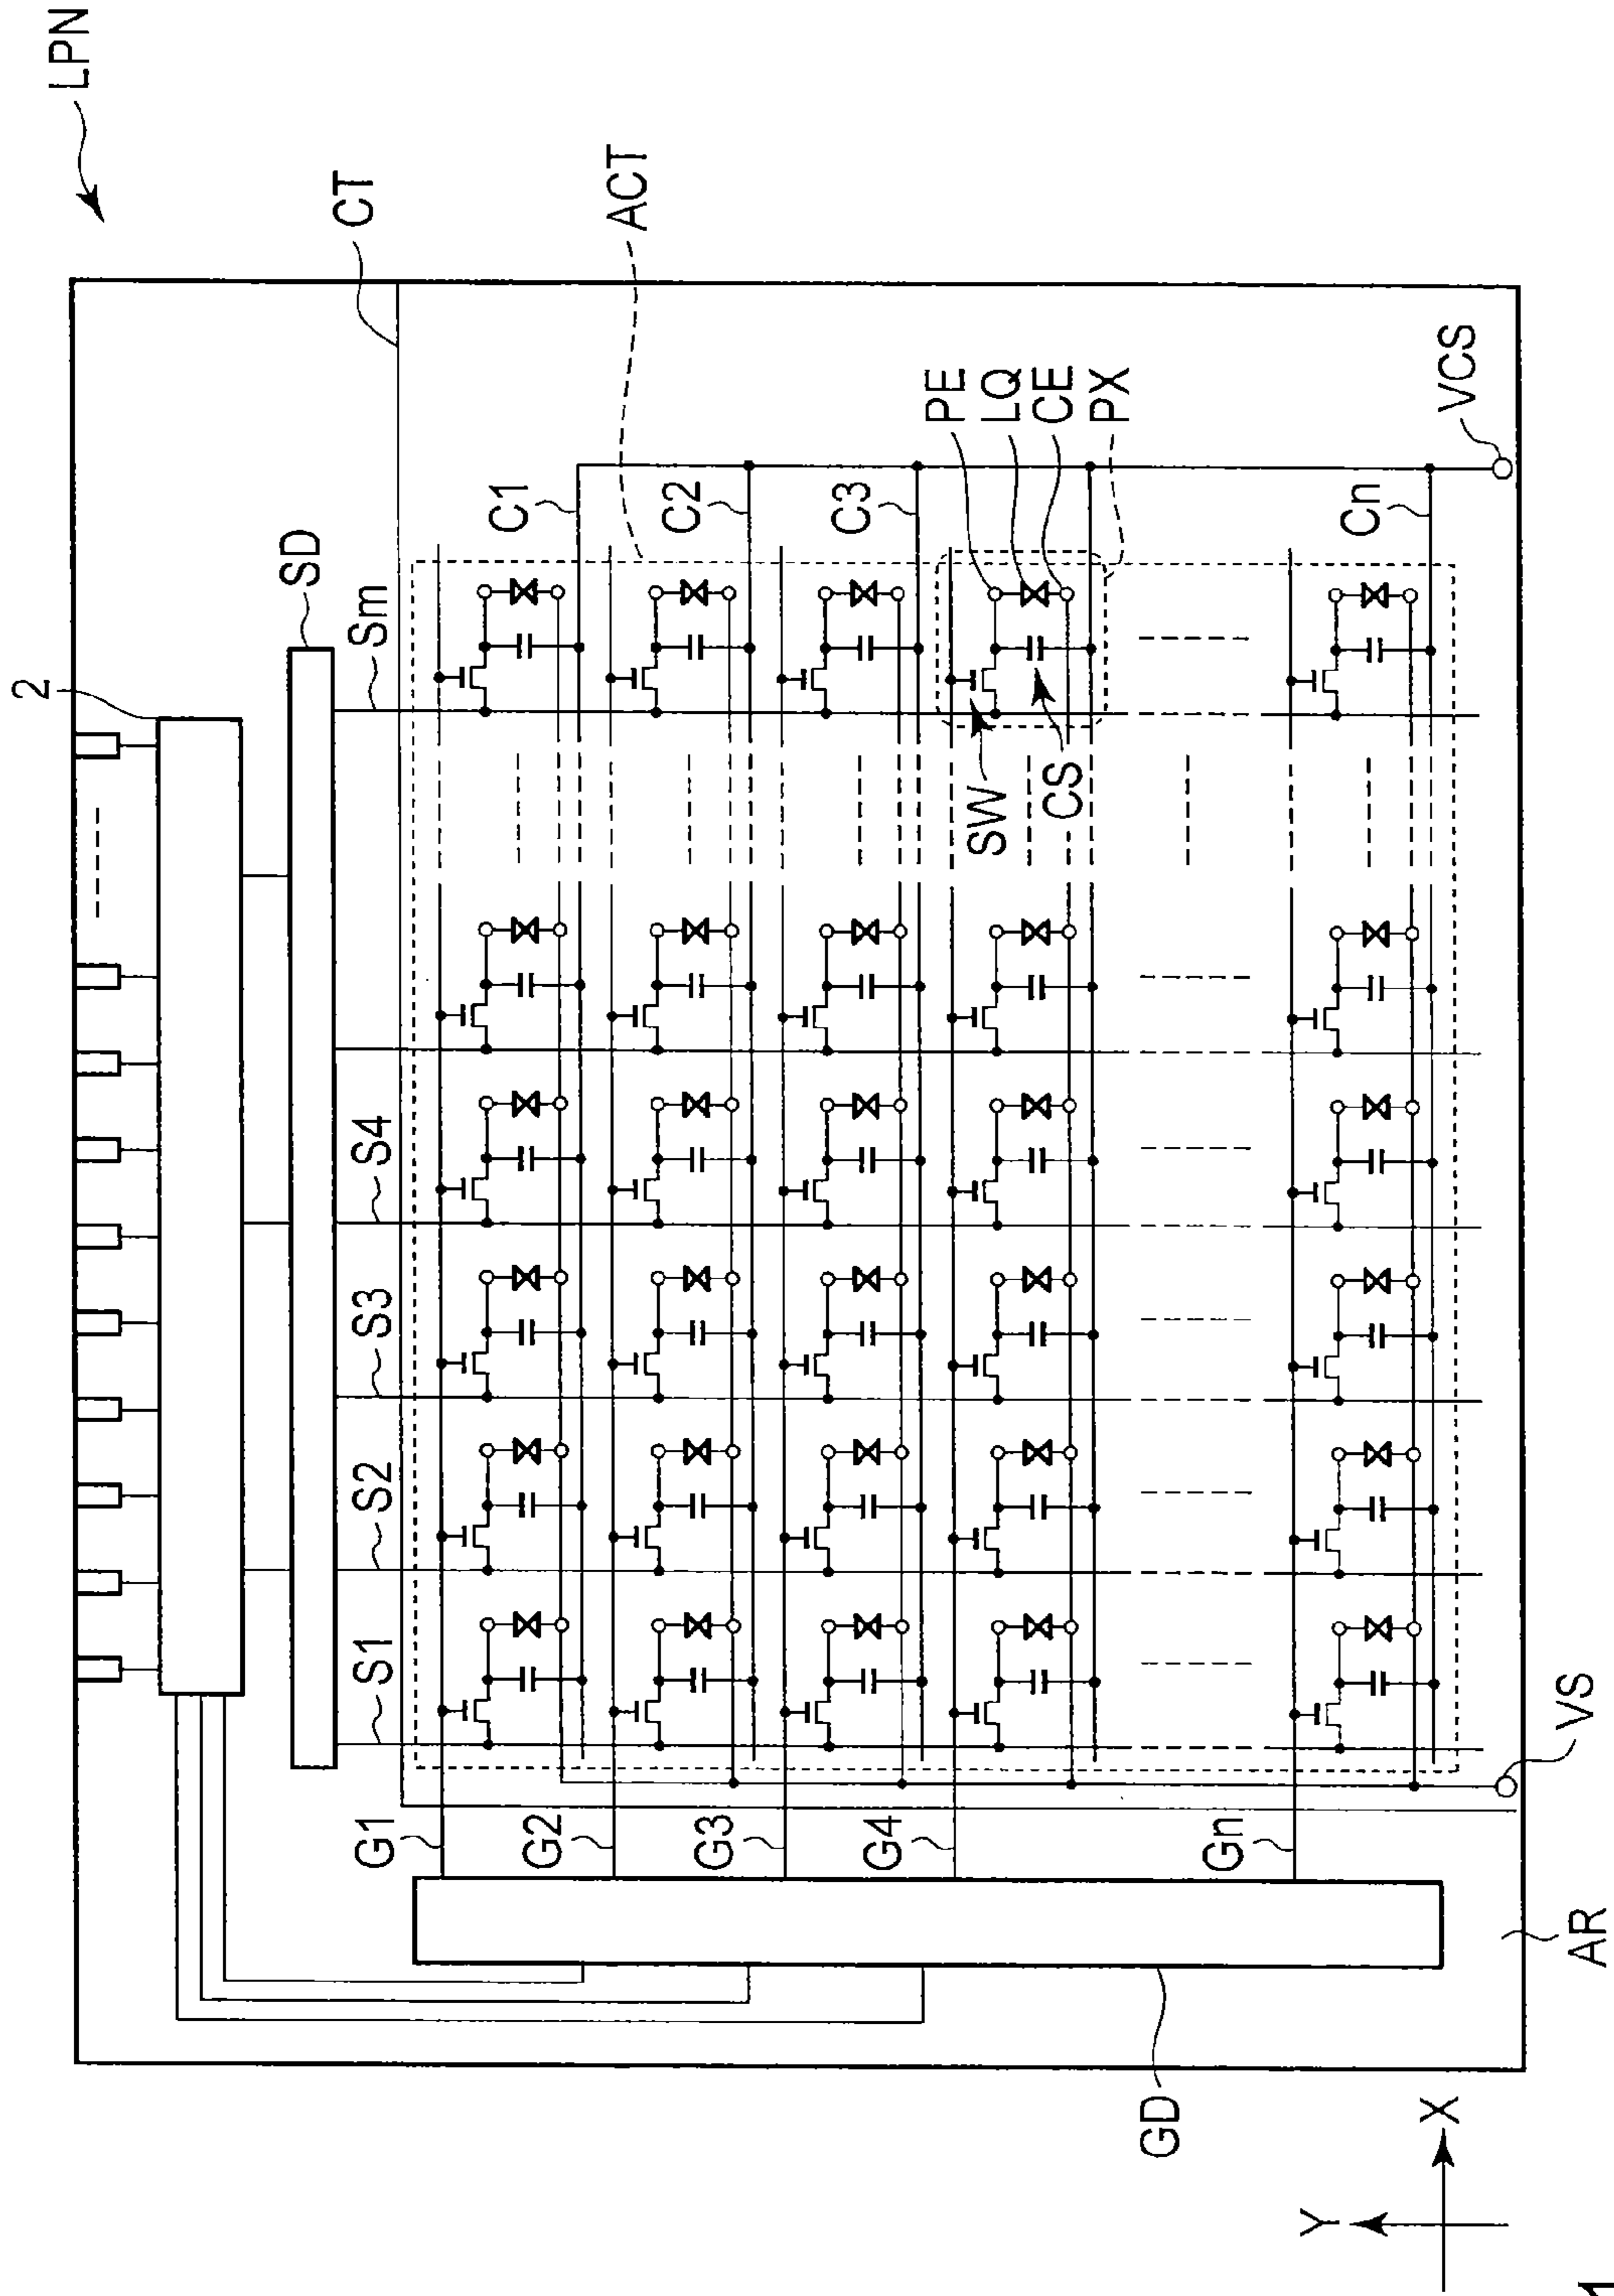 LPN
CT
ACT
2
SD
Sm
S4
S3
S2
S1
C1
C2
C3
Cn
PE
LQ
CE
PX
SW
CS
VCS
G1
G2
G3
G4
Gn
VS
AR
GD
Y
X
1